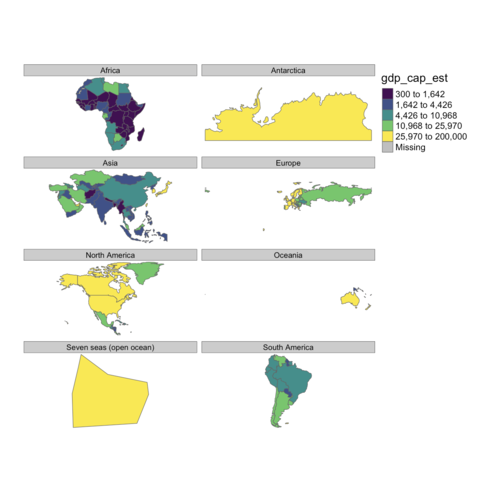 gdp_cap_est
300 to 1,642
1,642 to 4,426
4,426 to 10,968
10,968 to 25,970
25,970 to 200,000
Missing
Africa
Antarctica
Asia
Europe
North America
Oceania
Seven seas (open ocean)
South America